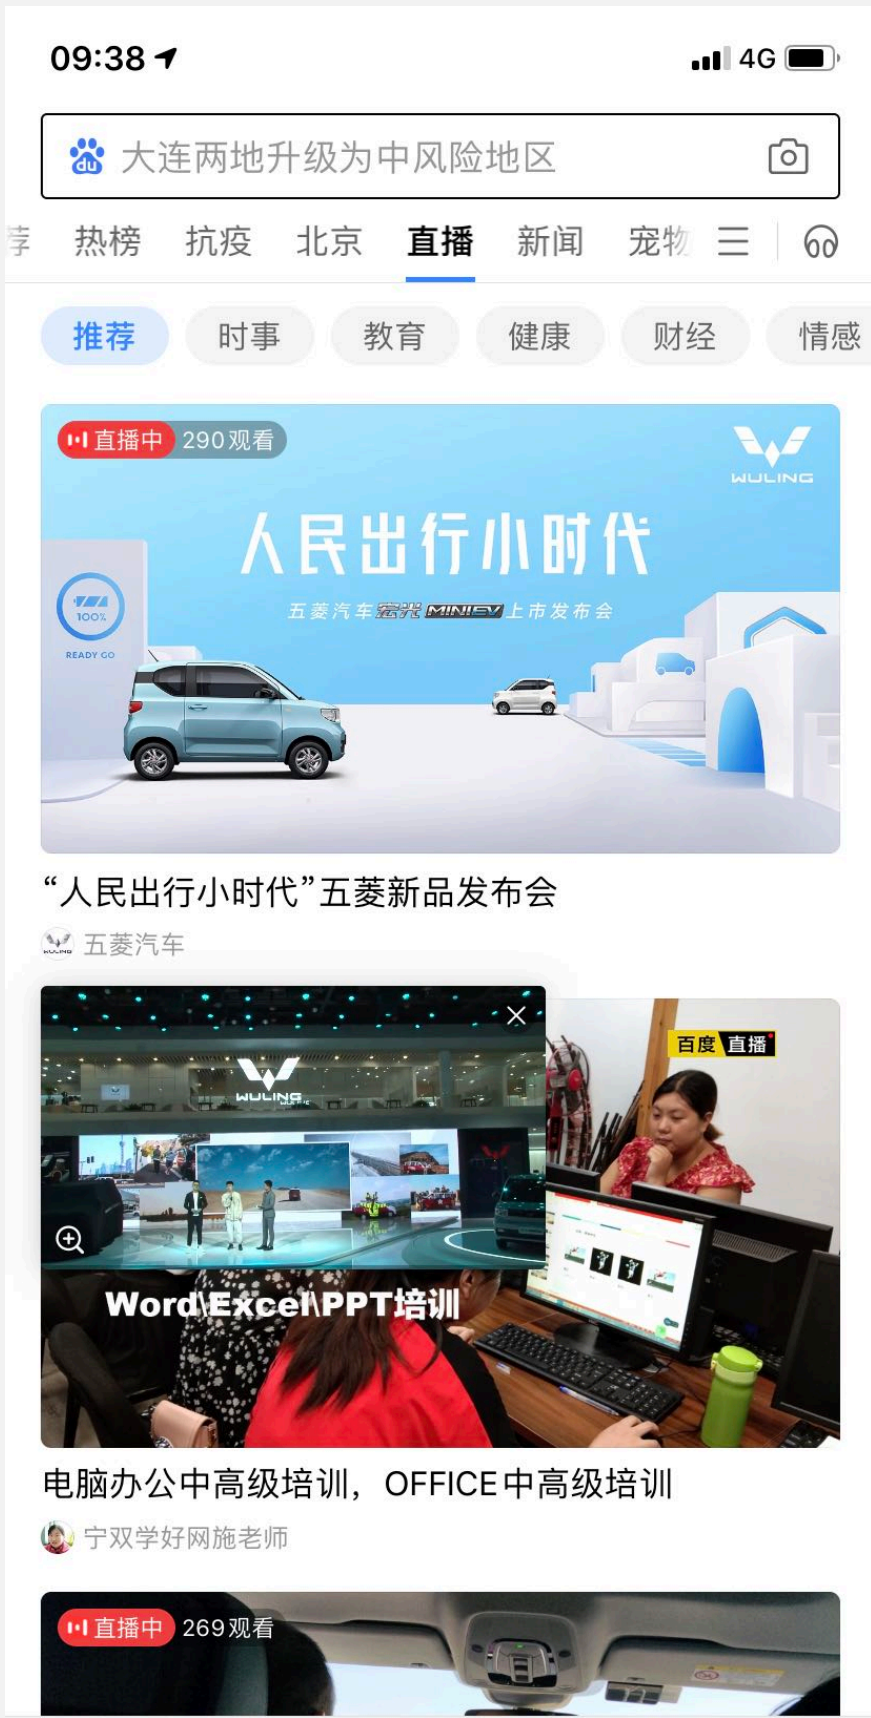 09:38
4G
du 大连两地升级为中风险地区
荐 热榜 抗疫 北京 直播 新闻 宠物
推荐 时事 教育 健康 财经 情感
直播中 290观看
WULING
人民出行小时代
五菱汽车宏光MINIEV上市发布会
100%
READY GO
“人民出行小时代”五菱新品发布会
五菱汽车
百度 直播
WULING
Word\Excel\PPT培训
电脑办公中高级培训，OFFICE中高级培训
宁双学好网施老师
直播中 269观看